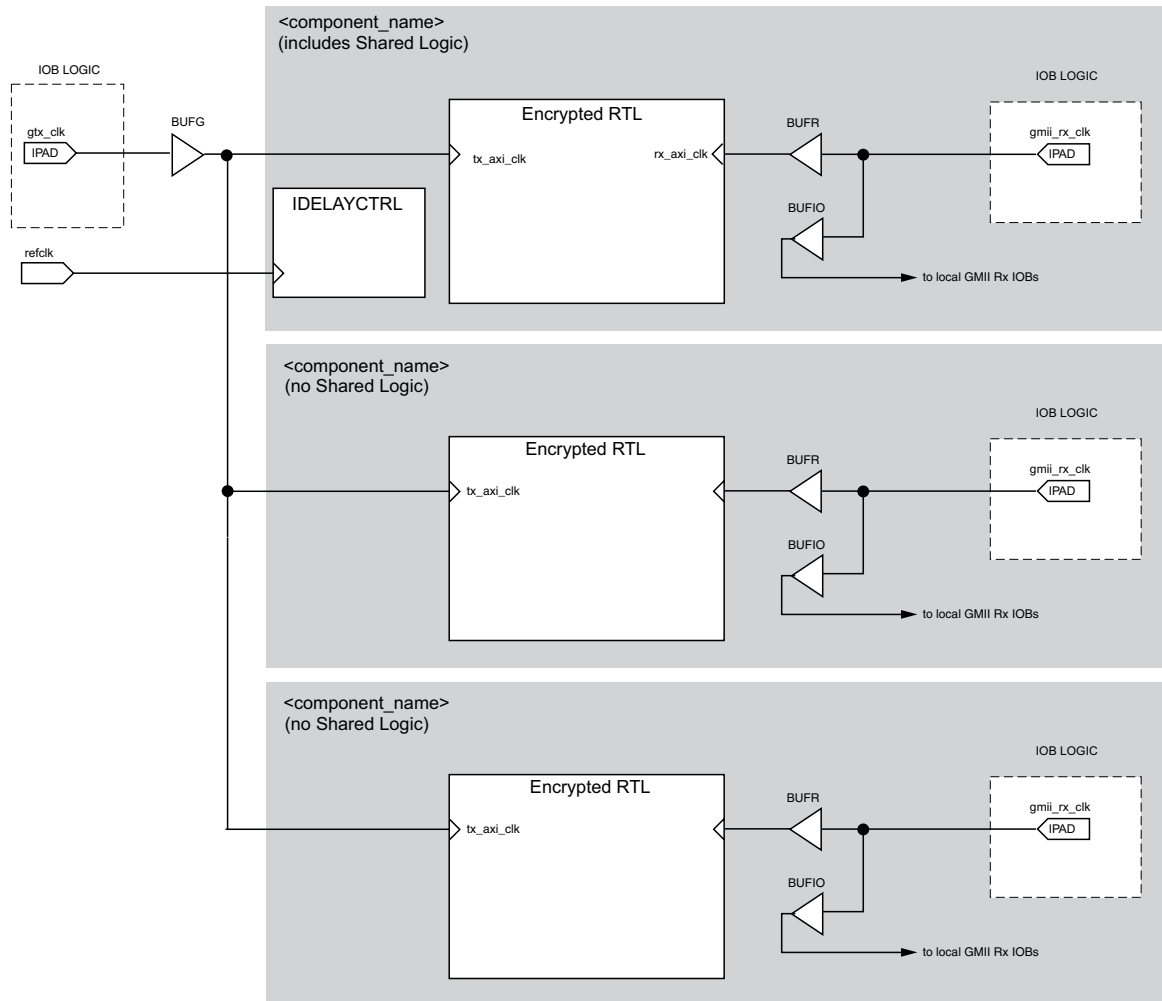 <component_name>
(includes Shared Logic)
IOB LOGIC
gtx_clk
IPAD
BUFG
refclk
Encrypted RTL
tx_axi_clk
rx_axi_clk
IDELAYCTRL
BUFR
BUFIO
to local GMII Rx IOBs
IOB LOGIC
gmii_rx_clk
IPAD
<component_name>
(no Shared Logic)
Encrypted RTL
tx_axi_clk
BUFR
BUFIO
to local GMII Rx IOBs
IOB LOGIC
gmii_rx_clk
IPAD
<component_name>
(no Shared Logic)
Encrypted RTL
tx_axi_clk
BUFR
BUFIO
to local GMII Rx IOBs
IOB LOGIC
gmii_rx_clk
IPAD